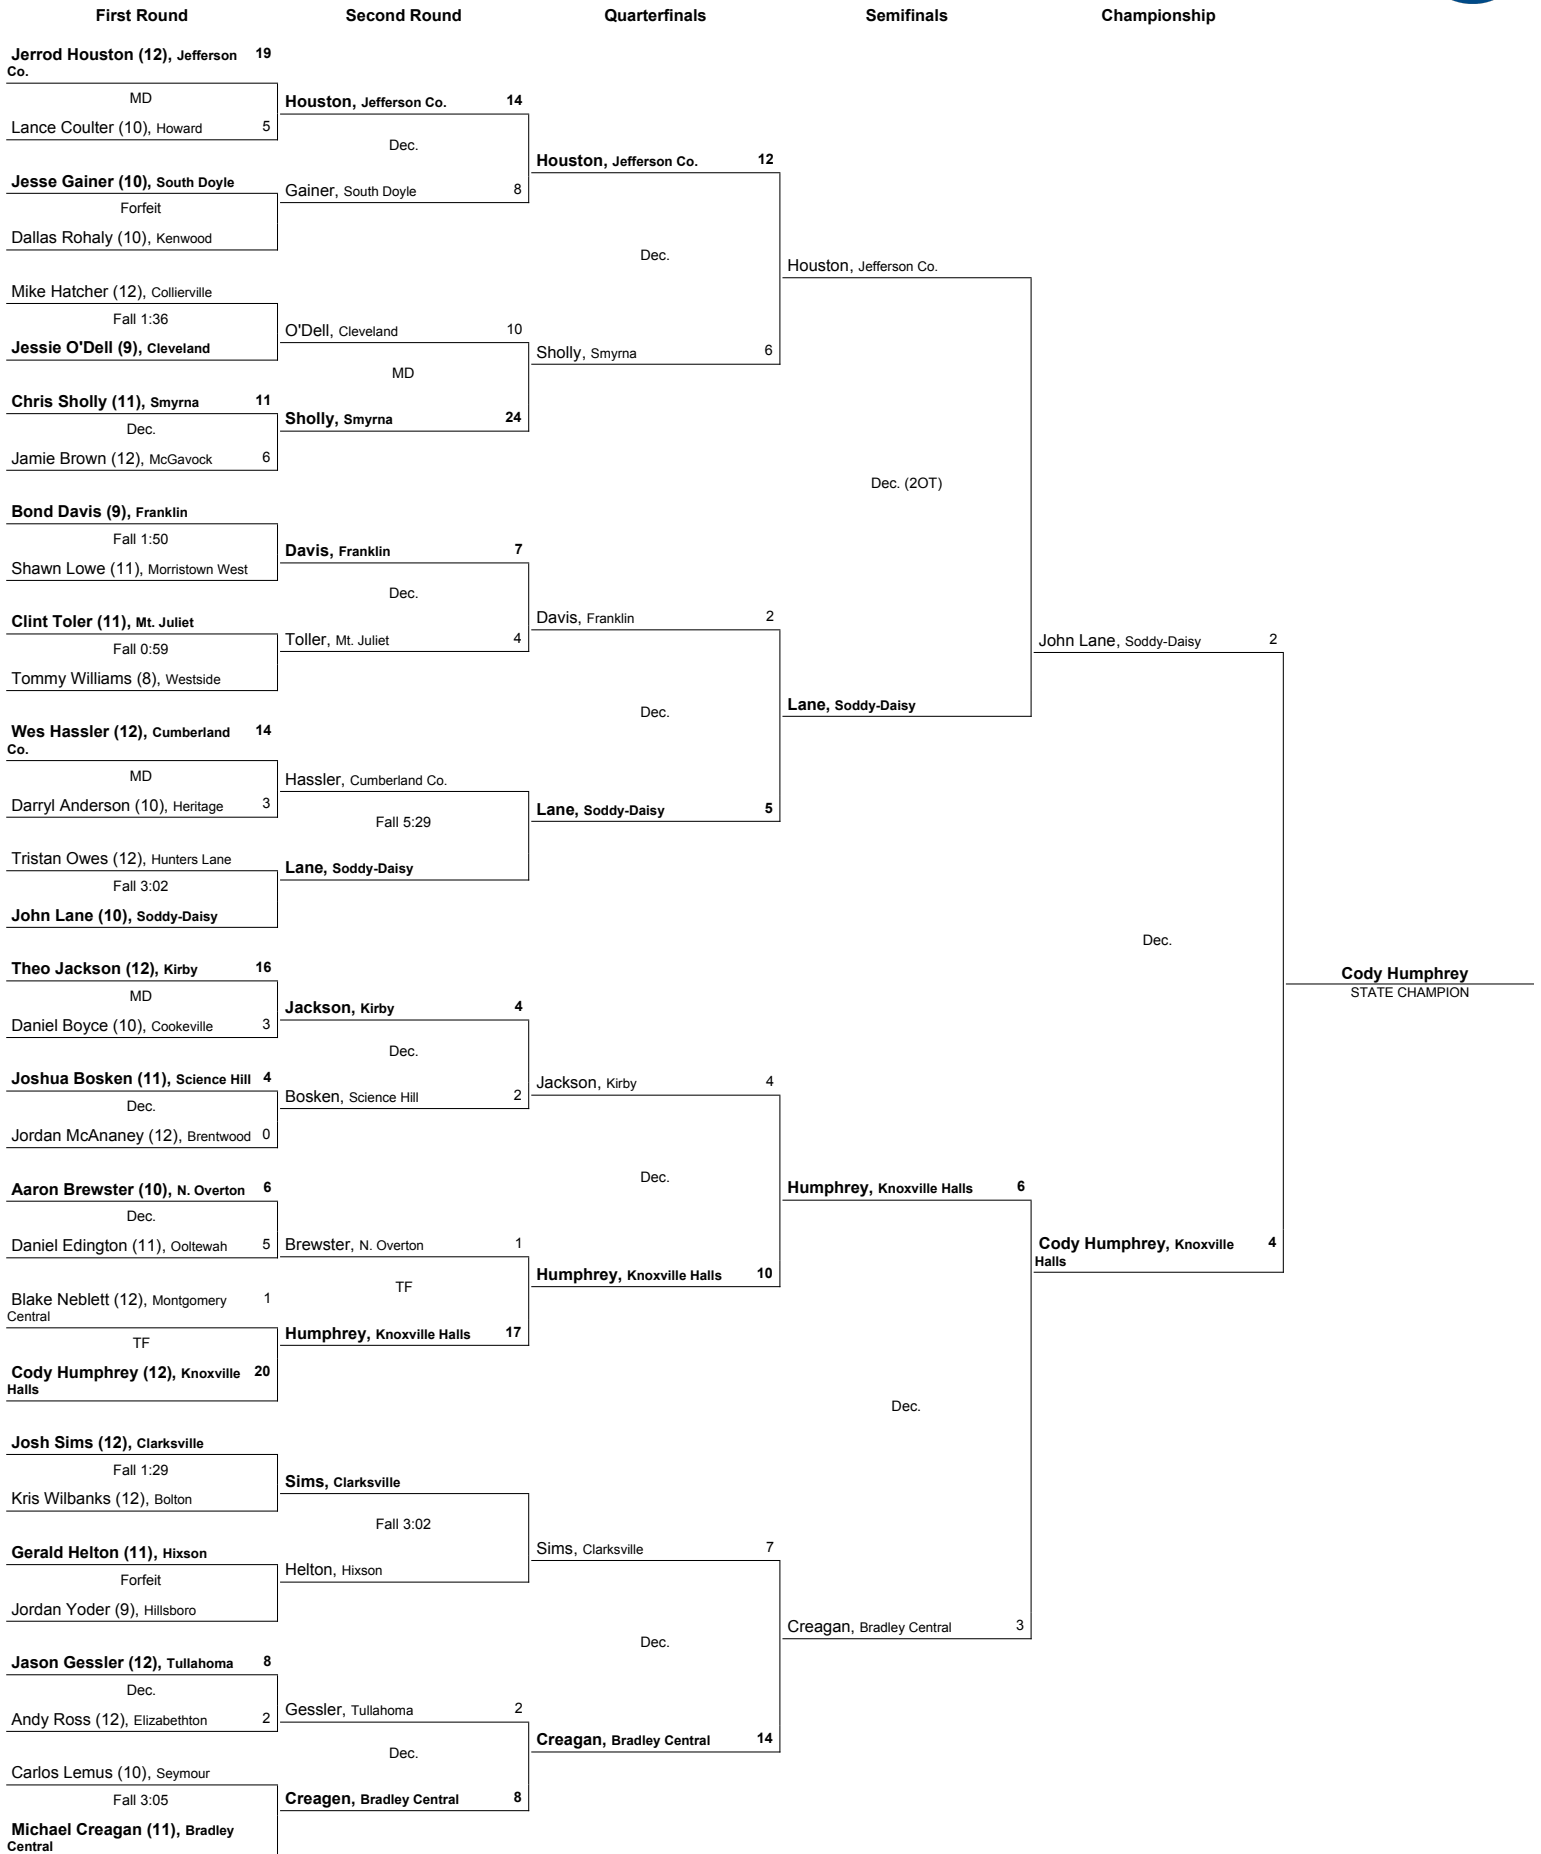 First Round
Second Round
Quarterfinals
Semifinals
Championship
Jerrod Houston (12), Jefferson 19
Co.
MD
Lance Coulter (10), Howard 5
Jesse Gainer (10), South Doyle
Forfeit
Dallas Rohaly (10), Kenwood
Mike Hatcher (12), Collierville
Fall 1:36
Jessie O'Dell (9), Cleveland
Chris Sholly (11), Smyrna 11
Dec.
Jamie Brown (12), McGavock 6
Bond Davis (9), Franklin
Fall 1:50
Shawn Lowe (11), Morristown West
Clint Toler (11), Mt. Juliet
Fall 0:59
Tommy Williams (8), Westside
Wes Hassler (12), Cumberland 14
Co.
MD
Darryl Anderson (10), Heritage 3
Tristan Owes (12), Hunters Lane
Fall 3:02
John Lane (10), Soddy-Daisy
Theo Jackson (12), Kirby 16
MD
Daniel Boyce (10), Cookeville 3
Joshua Bosken (11), Science Hill 4
Dec.
Jordan McAnaney (12), Brentwood 0
Aaron Brewster (10), N. Overton 6
Dec.
Daniel Edington (11), Ooltewah 5
Blake Neblett (12), Montgomery 1
Central
TF
Cody Humphrey (12), Knoxville 20
Halls
Josh Sims (12), Clarksville
Fall 1:29
Kris Wilbanks (12), Bolton
Gerald Helton (11), Hixson
Forfeit
Jordan Yoder (9), Hillsboro
Jason Gessler (12), Tullahoma 8
Dec.
Andy Ross (12), Elizabethton 2
Carlos Lemus (10), Seymour
Fall 3:05
Michael Creagan (11), Bradley
Central
Houston, Jefferson Co. 14
Dec.
Gainer, South Doyle 8
O'Dell, Cleveland 10
MD
Sholly, Smyrna 24
Davis, Franklin 7
Dec.
Toller, Mt. Juliet 4
Hassler, Cumberland Co.
Fall 5:29
Lane, Soddy-Daisy
Jackson, Kirby 4
Dec.
Bosken, Science Hill 2
Brewster, N. Overton 1
TF
Humphrey, Knoxville Halls 17
Sims, Clarksville
Fall 3:02
Helton, Hixson
Gessler, Tullahoma 2
Dec.
Creagen, Bradley Central 8
Houston, Jefferson Co. 12
Dec.
Sholly, Smyrna 6
Davis, Franklin 2
Dec.
Lane, Soddy-Daisy 5
Jackson, Kirby 4
Dec.
Humphrey, Knoxville Halls 10
Sims, Clarksville 7
Dec.
Creagan, Bradley Central 14
Houston, Jefferson Co.
Dec. (2OT)
Lane, Soddy-Daisy
Humphrey, Knoxville Halls 6
Dec.
Creagan, Bradley Central 3
John Lane, Soddy-Daisy 2
Dec.
Cody Humphrey, Knoxville 4
Halls
Cody Humphrey
STATE CHAMPION